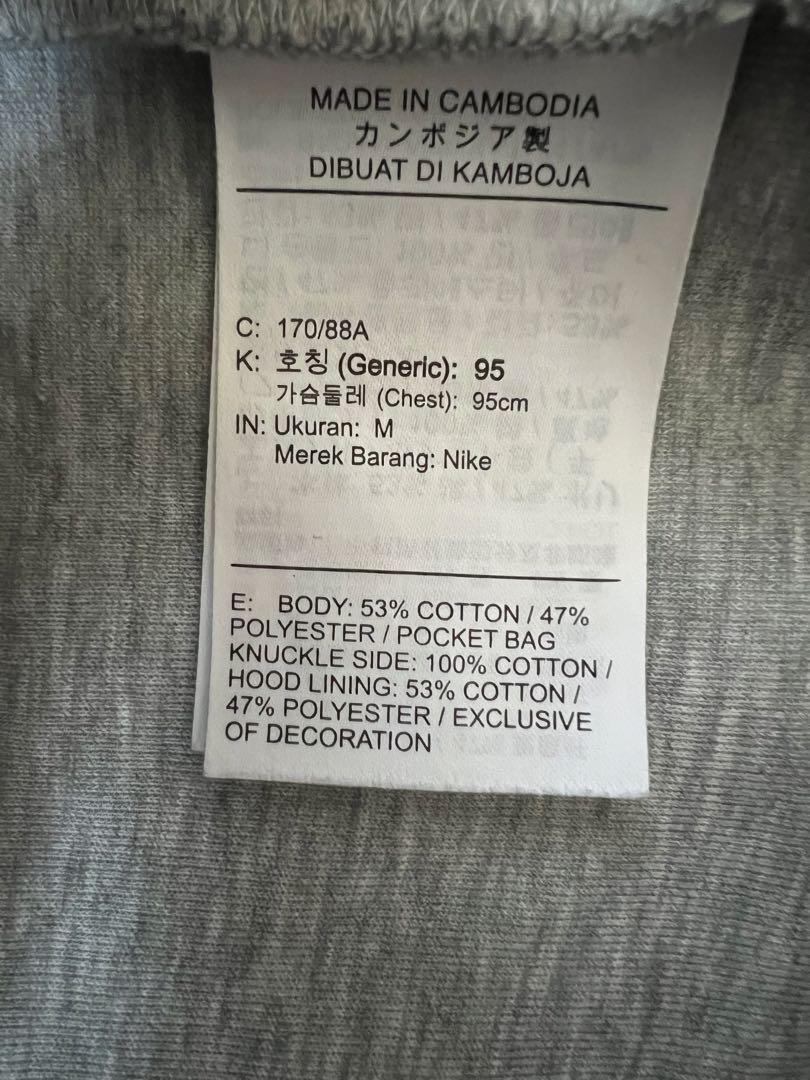 MADE IN CAMBODIA
カンボジア製
DIBUAT DI KAMBOJA
C: 170/88A
K: 호칭 (Generic): 95
가슴둘레 (Chest): 95cm
IN: Ukuran: M
Merek Barang: Nike
E: BODY: 53% COTTON / 47%
POLYESTER / POCKET BAG
KNUCKLE SIDE: 100% COTTON /
HOOD LINING: 53% COTTON /
47% POLYESTER / EXCLUSIVE
OF DECORATION